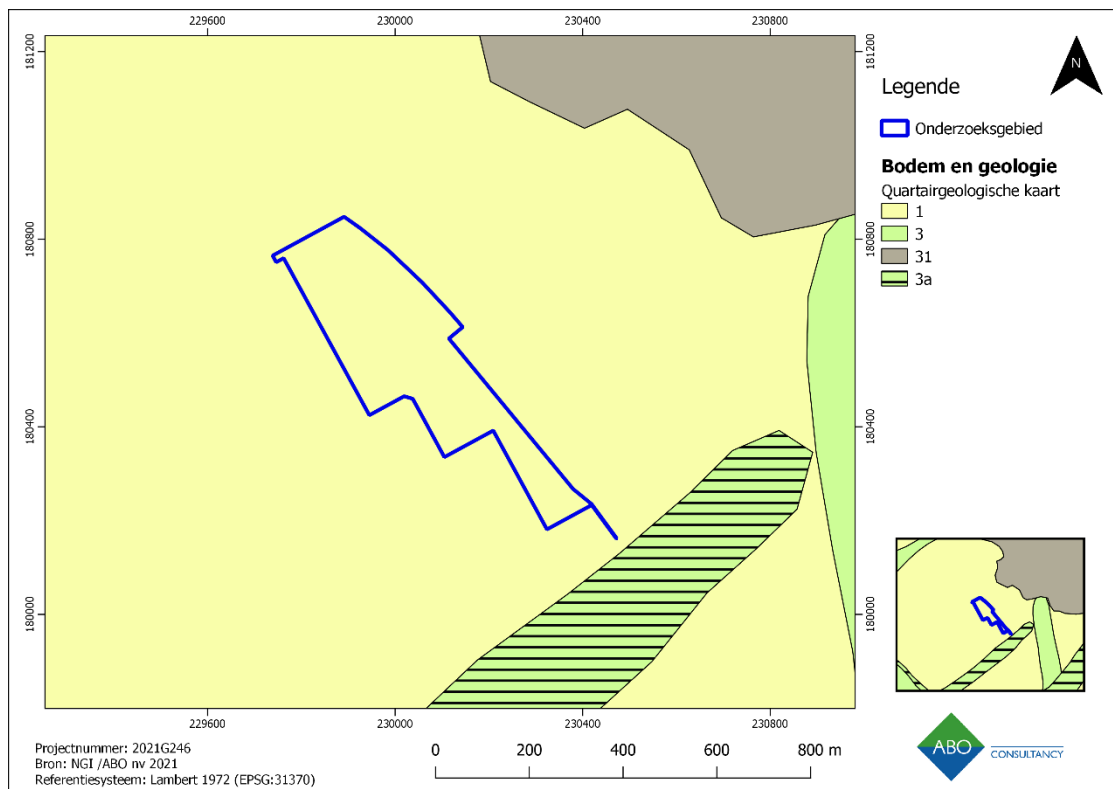 229600 230000 230400 230800
181200 181200
180800 180800
180400 180400
180000 180000
229600 230000 230400 230800
N
Legende
Onderzoeksgebied
Bodem en geologie
Quartairgeologische kaart
1
3
31
3a
Projectnummer: 2021G246
Bron: NGI /ABO nv 2021
Referentiesysteem: Lambert 1972 (EPSG:31370)
0 200 400 600 800 m
ABO CONSULTANCY